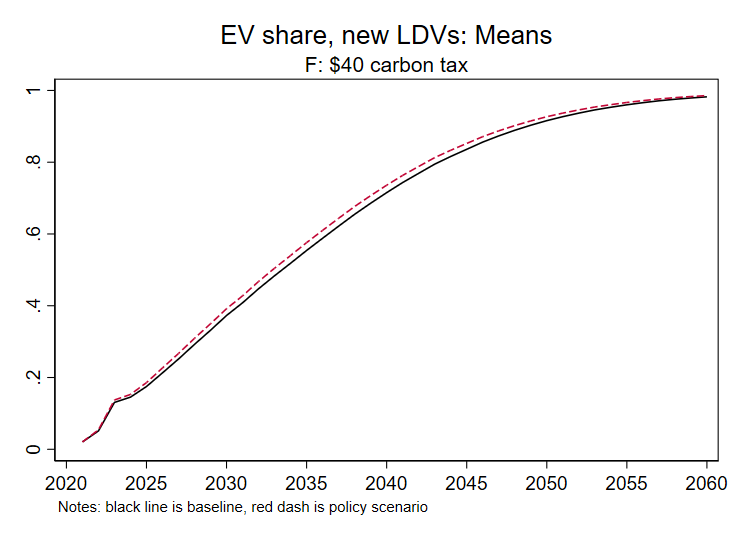 EV share, new LDVs: Means
F: $40 carbon tax
1
.8
.6
.4
.2
0
2020 2025 2030 2035 2040 2045 2050 2055 2060
Notes: black line is baseline, red dash is policy scenario